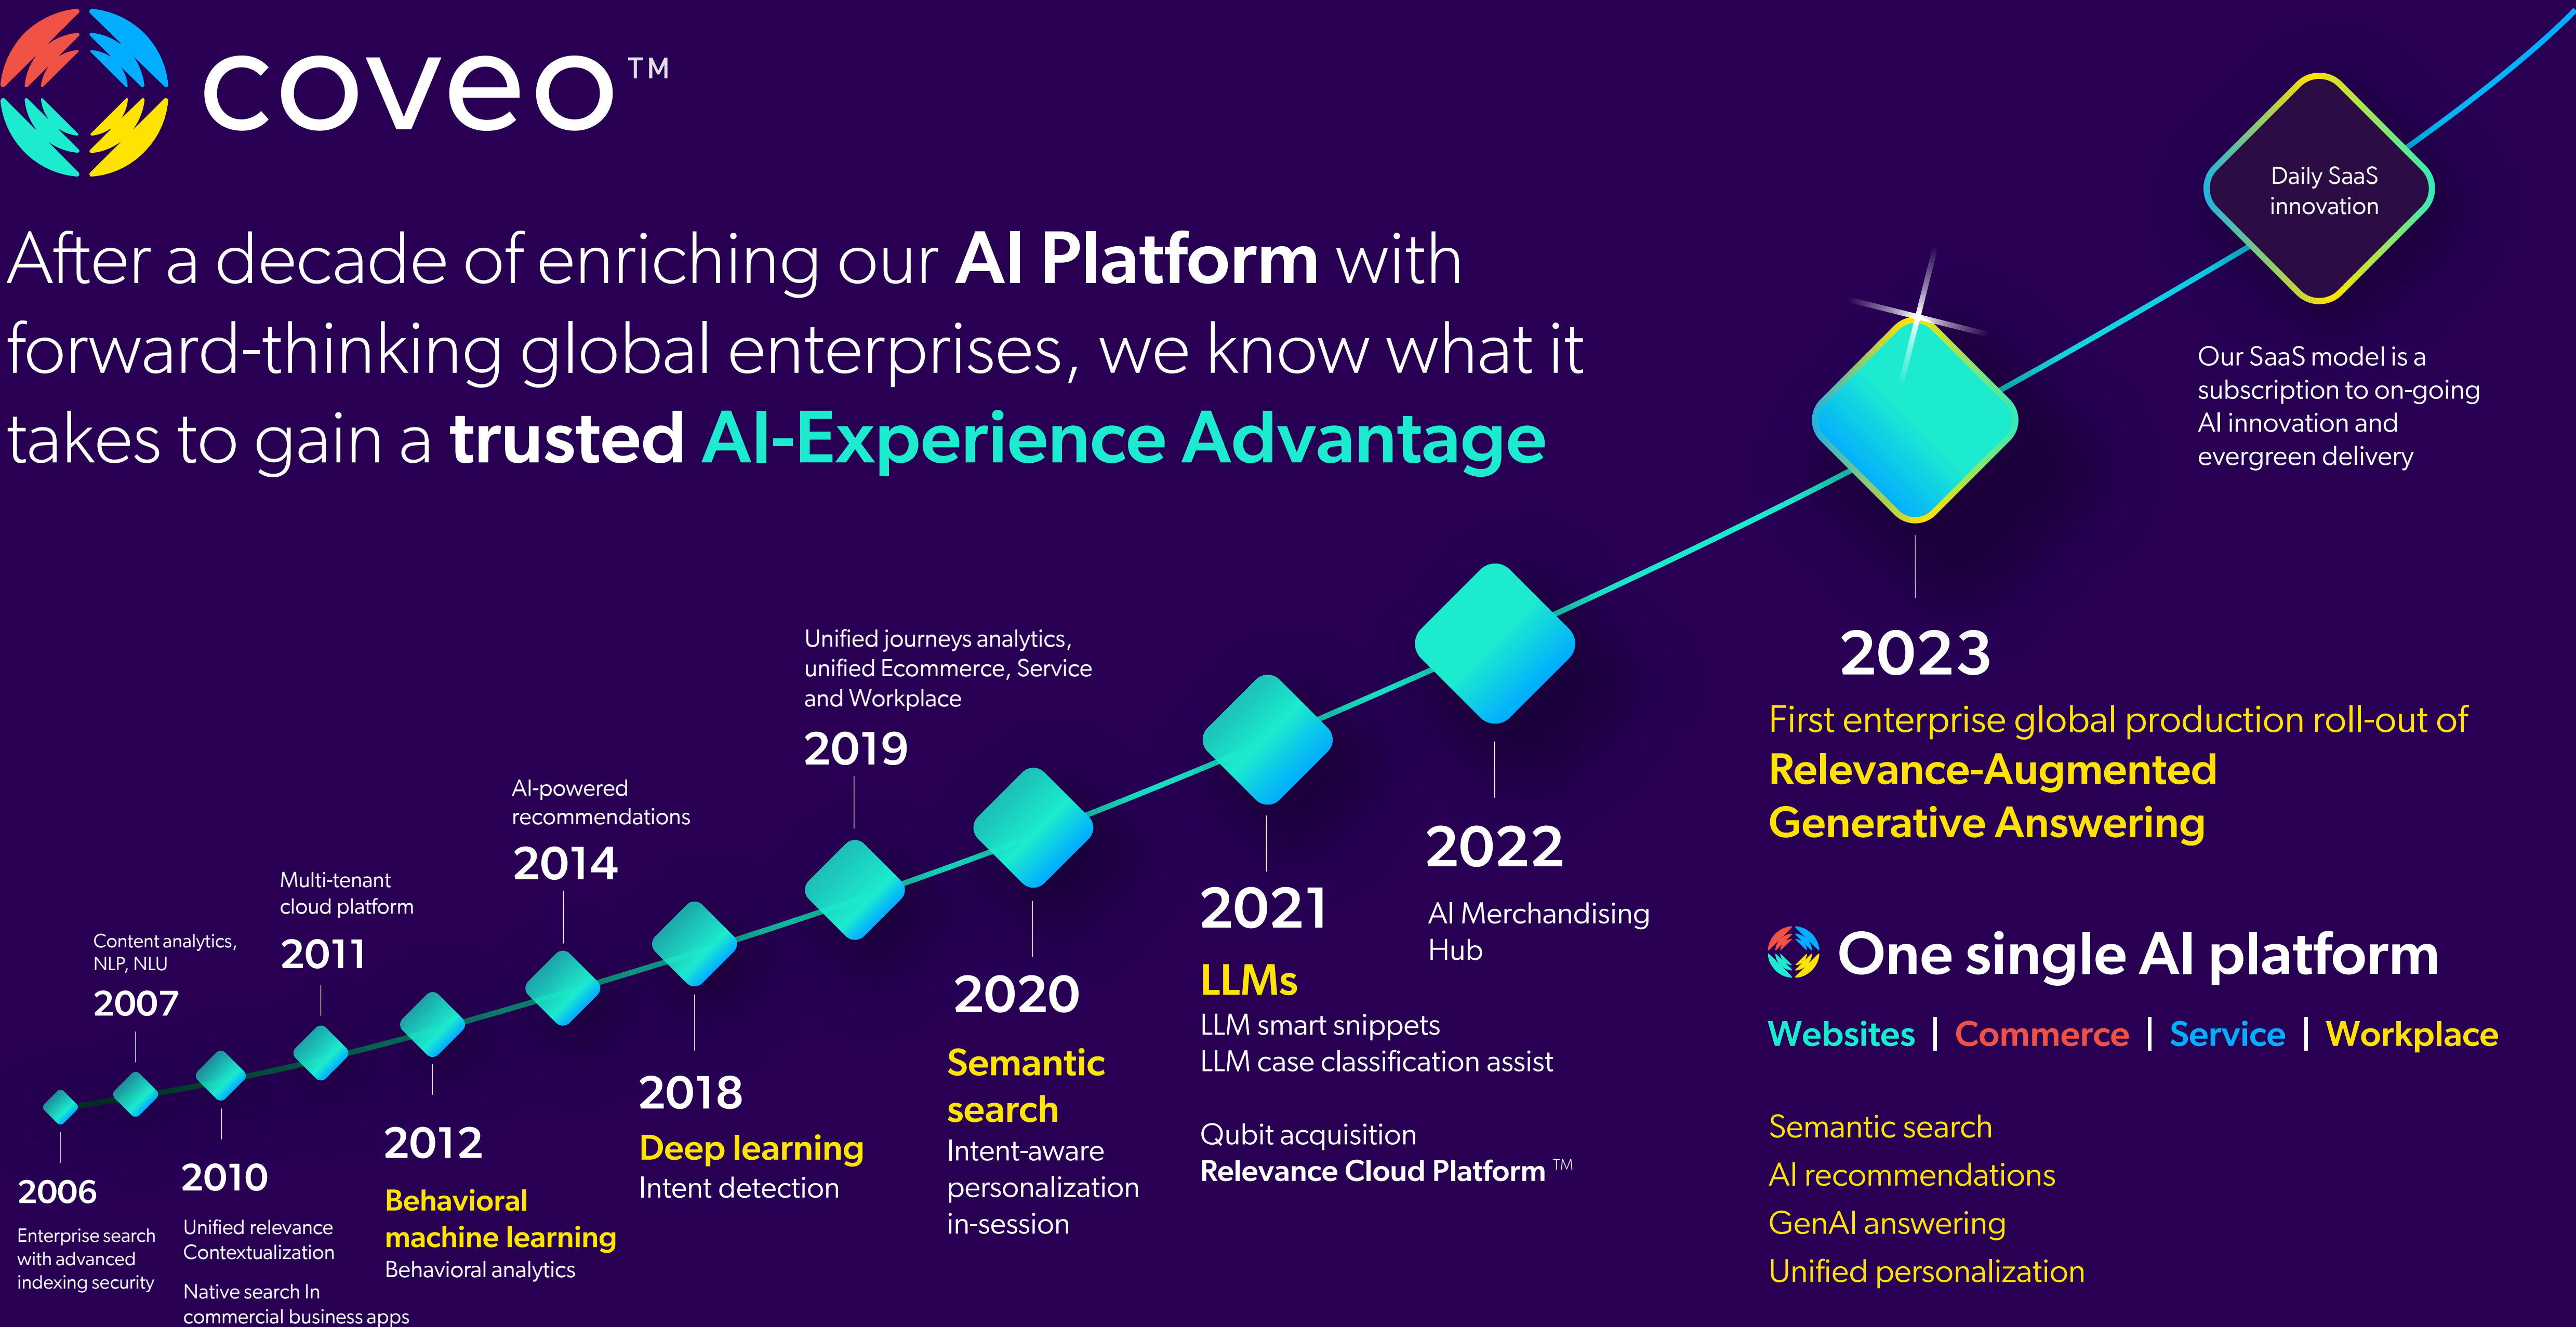 coveo™
After a decade of enriching our AI Platform with
forward-thinking global enterprises, we know what it
takes to gain a trusted AI-Experience Advantage
2006
Enterprise search
with advanced
indexing security
Content analytics,
NLP, NLU
2007
2010
Unified relevance
Contextualization
Native search In
commercial business apps
Multi-tenant
cloud platform
2011
2012
Behavioral
machine learning
Behavioral analytics
AI-powered
recommendations
2014
2018
Deep learning
Intent detection
Unified journeys analytics,
unified Ecommerce, Service
and Workplace
2019
2020
Semantic
search
Intent-aware
personalization
in-session
2021
LLMs
LLM smart snippets
LLM case classification assist
Qubit acquisition
Relevance Cloud Platform ™
2022
AI Merchandising
Hub
2023
First enterprise global production roll-out of
Relevance-Augmented
Generative Answering
One single AI platform
Websites | Commerce | Service | Workplace
Semantic search
AI recommendations
GenAI answering
Unified personalization
Daily SaaS
innovation
Our SaaS model is a
subscription to on-going
AI innovation and
evergreen delivery